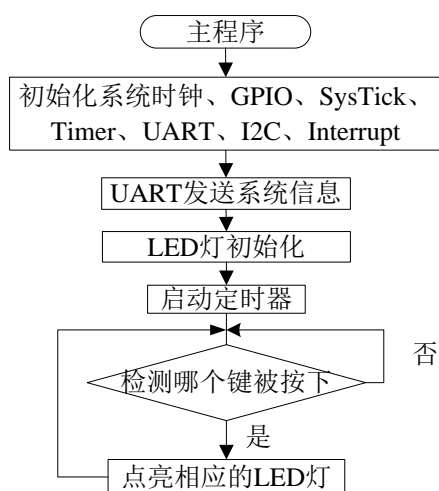 主程序
初始化系统时钟、GPIO、SysTick、
Timer、UART、I2C、Interrupt
UART发送系统信息
LED灯初始化
启动定时器
否
检测哪个键被按下
是
点亮相应的LED灯